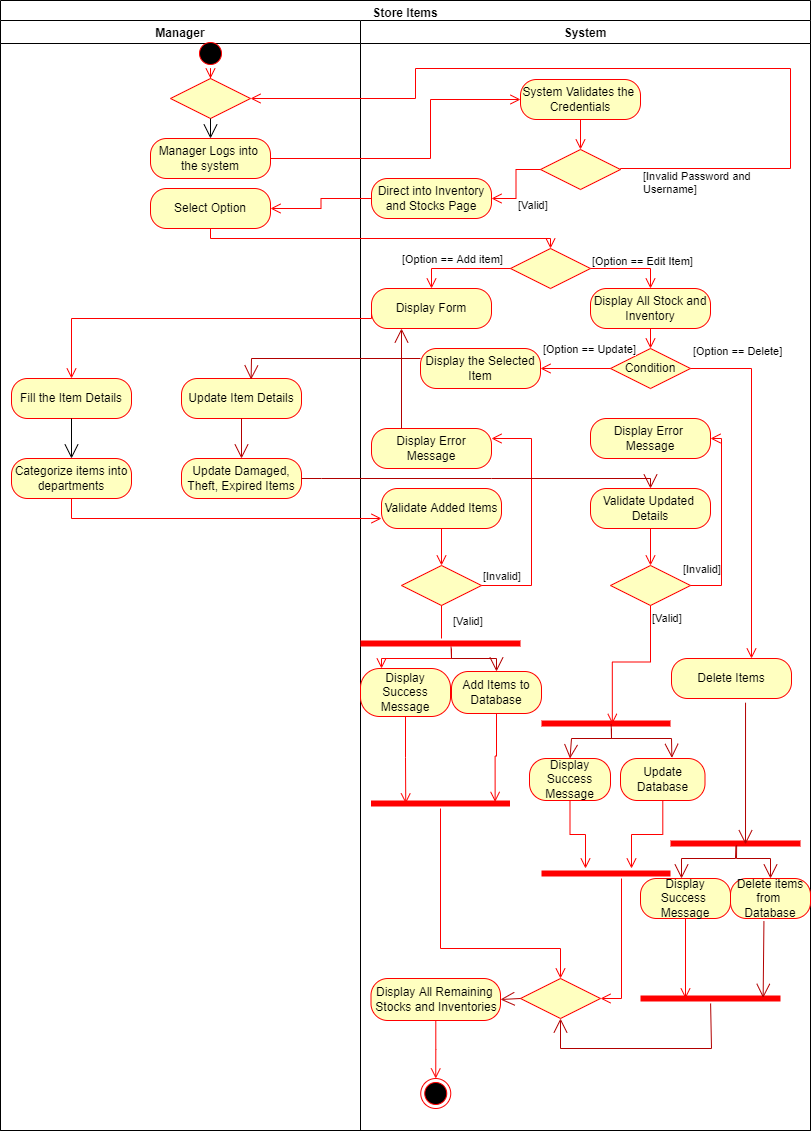 Store Items
Manager
System
System Validates the
Credentials
Manager Logs into
the system
[Invalid Password and
Username]
Direct into Inventory
and Stocks Page
[Valid]
Select Option
[Option == Add item]
[Option == Edit Item]
Display Form
Display All Stock and
Inventory
[Option == Update]
[Option == Delete]
Display the Selected
Item
Condition
Fill the Item Details
Update Item Details
Display Error
Message
Display Error
Message
Categorize items into
departments
Update Damaged,
Theft, Expired Items
Validate Added Items
Validate Updated
Details
[Invalid]
[Invalid]
[Valid]
[Valid]
Display
Success
Message
Add Items to
Database
Delete Items
Display
Success
Message
Update
Database
Display
Success
Message
Delete items
from
Database
Display All Remaining
Stocks and Inventories